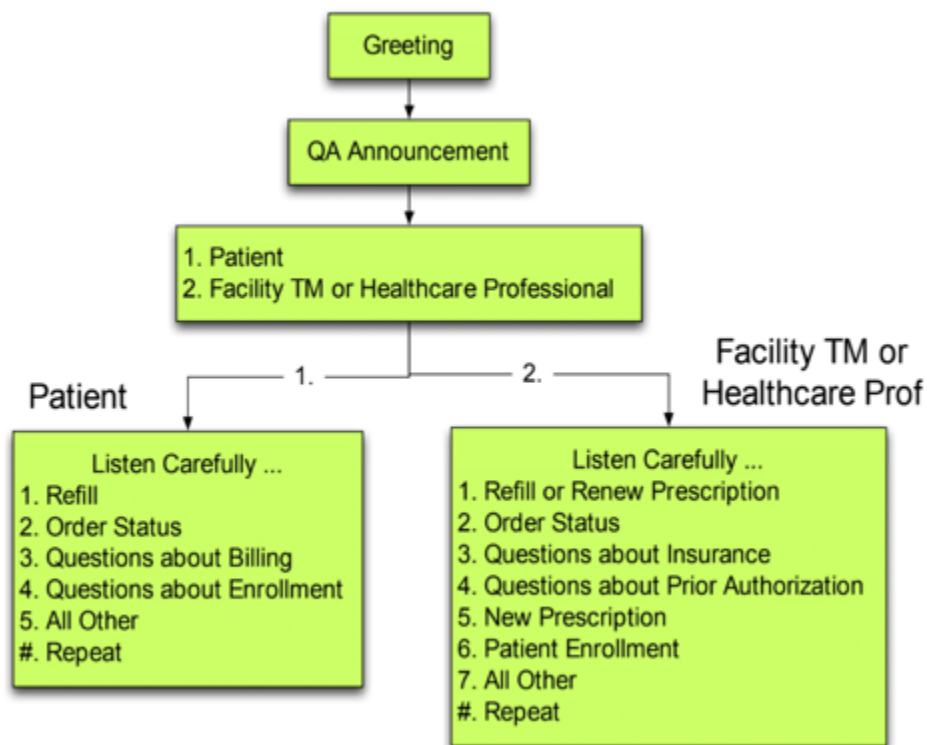 Greeting
QA Announcement
1. Patient
2. Facility TM or Healthcare Professional
1.
2.
Patient
Facility TM or
Healthcare Prof
Listen Carefully ...
1. Refill
2. Order Status
3. Questions about Billing
4. Questions about Enrollment
5. All Other
#. Repeat
Listen Carefully ...
1. Refill or Renew Prescription
2. Order Status
3. Questions about Insurance
4. Questions about Prior Authorization
5. New Prescription
6. Patient Enrollment
7. All Other
#. Repeat